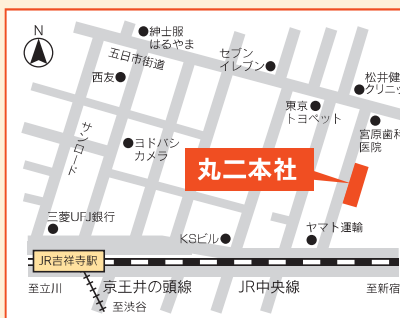 N
紳士服
はるやま
五日市街道
セブン
イレブン
西友
松井健
クリニッ
東京
トヨペット
サンロード
ヨドバシ
カメラ
宮原歯科
医院
丸二本社
三菱UFJ銀行
KSビル
ヤマト運輸
JR吉祥寺駅
至立川
京王井の頭線
JR中央線
至新宿
至渋谷